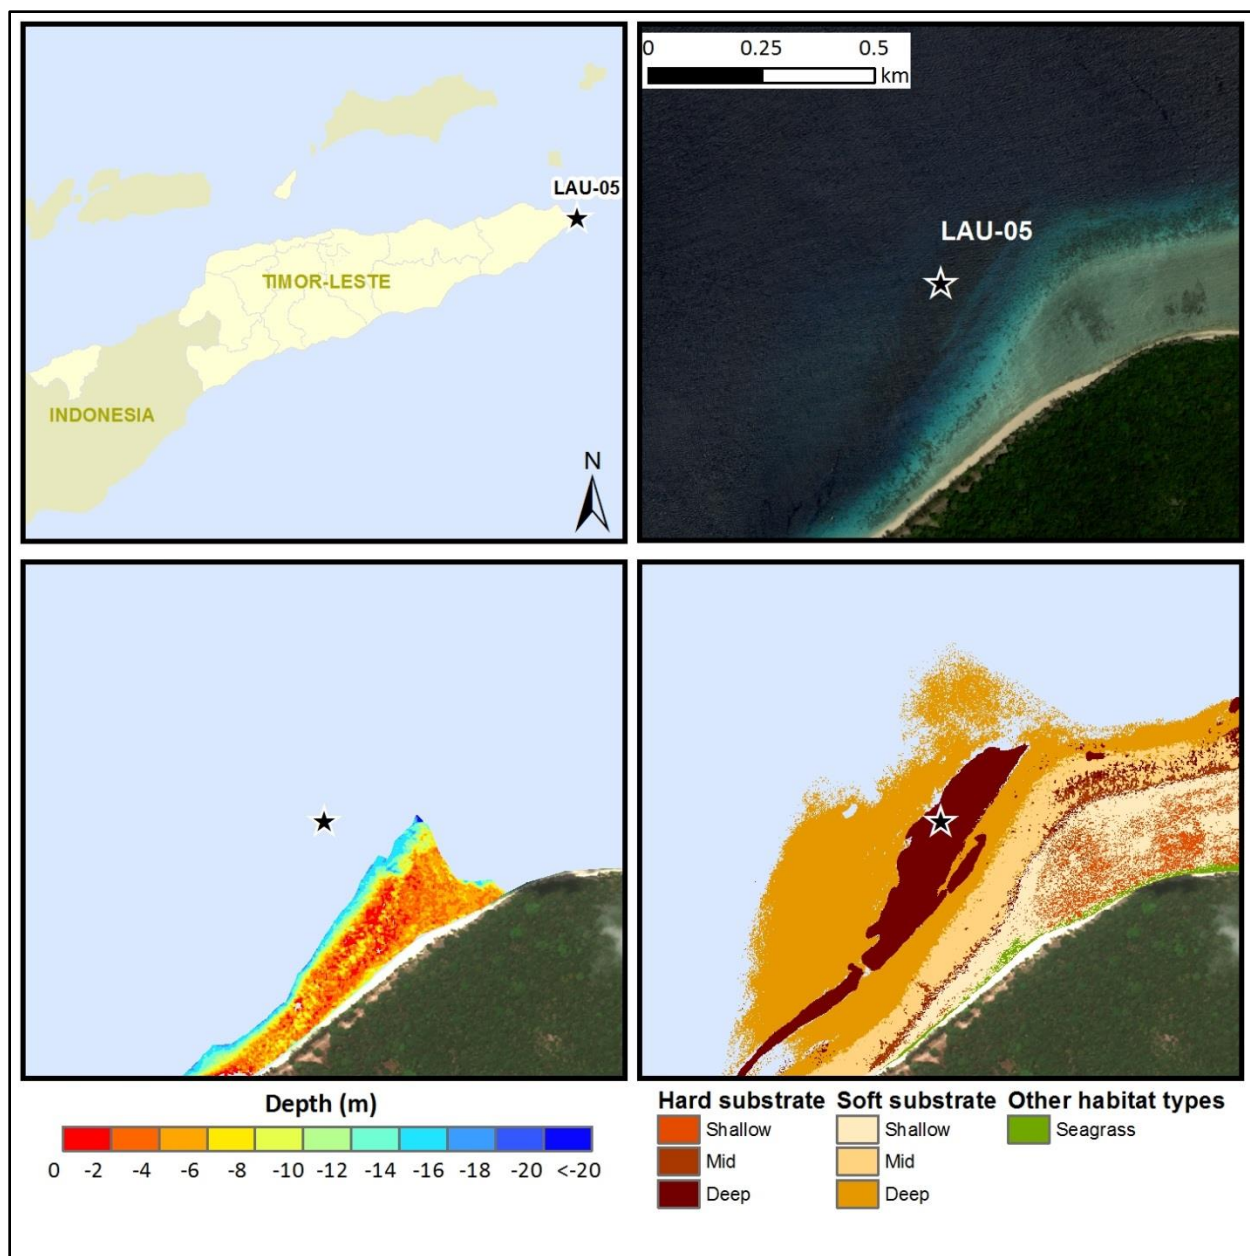 LAU-05
TIMOR-LESTE
INDONESIA
N
0 0.25 0.5
km
LAU-05
Depth (m)
0 -2 -4 -6 -8 -10 -12 -14 -16 -18 -20 <-20
Hard substrate Soft substrate Other habitat types
Shallow Shallow Seagrass
Mid Mid
Deep Deep